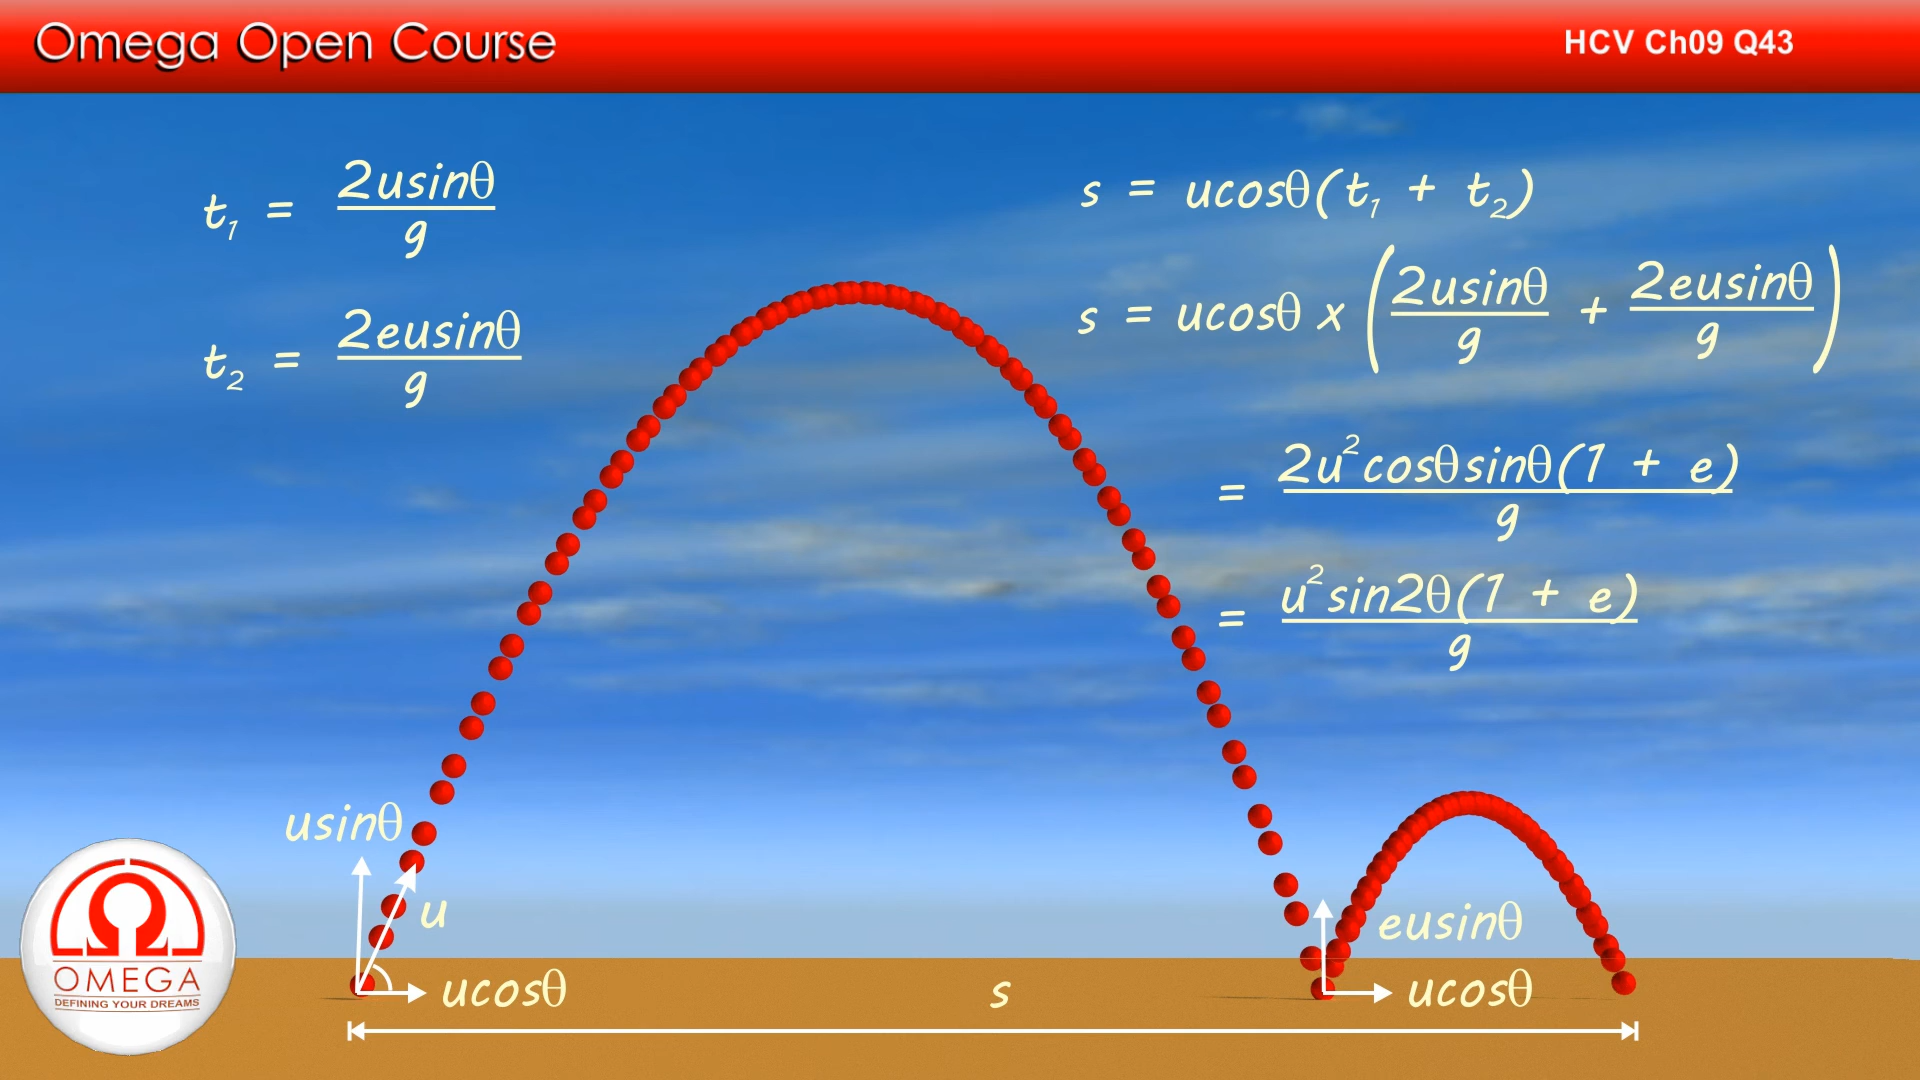 Omega Open Course
HCV Ch09 Q43
t₁ = 2usinθ/g
t₂ = 2eusinθ/g
s = ucosθ(t₁ + t₂)
s = ucosθ x (2usinθ/g + 2eusinθ/g)
= 2u²cosθsinθ(1 + e)/g
= u²sin2θ(1 + e)/g
usinθ
u
ucosθ
eusinθ
ucosθ
s
OMEGA
DEFINING YOUR DREAMS